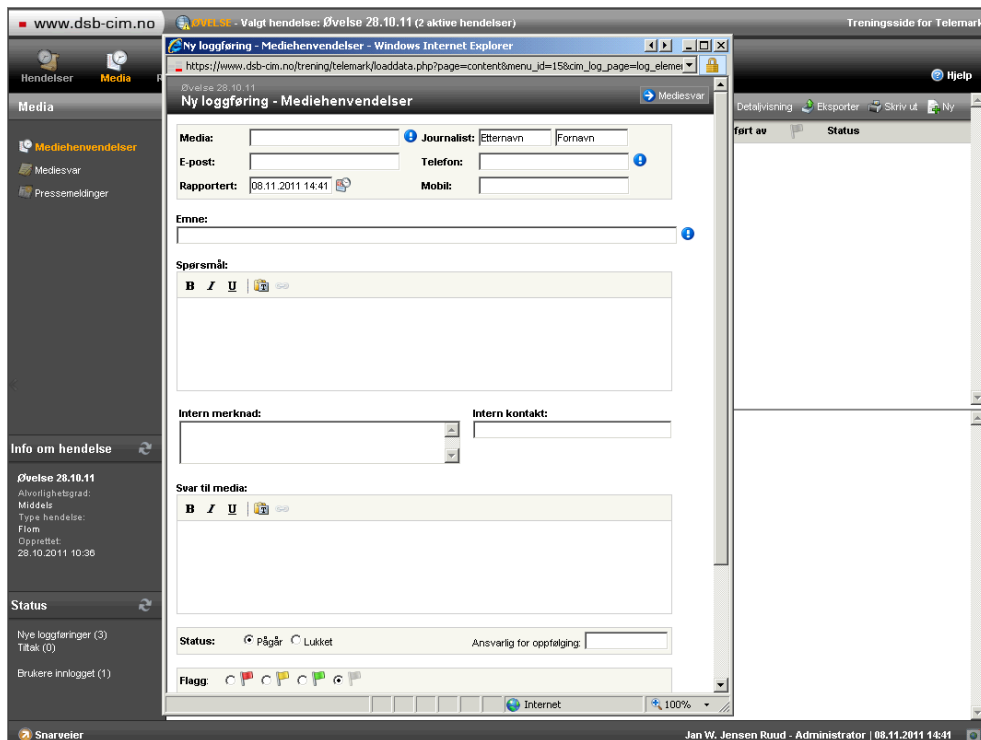 www.dsb-cim.no
ØVELSE - Valgt hendelse: Øvelse 28.10.11 (2 aktive hendelser)
Treningsside for Telemark
Hendelser
Media
Hjelp
Media
Mediehenvendelser
Mediesvar
Pressemeldinger
Detaljvisning
Eksporter
Skriv ut
Ny
ført av
Status
Ny loggføring - Mediehenvendelser - Windows Internet Explorer
https://www.dsb-cim.no/trening/telemark/loaddata.php?page=content&menu_id=15&cim_log_page=log_elemen
Øvelse 28.10.11
Ny loggføring - Mediehenvendelser
Mediesvar
Media:
Journalist:
Etternavn
Fornavn
E-post:
Telefon:
Rapportert:
08.11.2011 14:41
Mobil:
Emne:
Spørsmål:
B I U
Intern merknad:
Intern kontakt:
Svar til media:
B I U
Status:
Pågår
Lukket
Ansvarlig for oppfølging:
Flagg:
Internet
100%
Info om hendelse
Øvelse 28.10.11
Alvorlighetsgrad:
Middels
Type hendelse:
Flom
Opprettet:
28.10.2011 10:36
Status
Nye loggføringer (3)
Tiltak (0)
Brukere innlogget (1)
Snarveier
Jan W. Jensen Ruud - Administrator | 08.11.2011 14:41